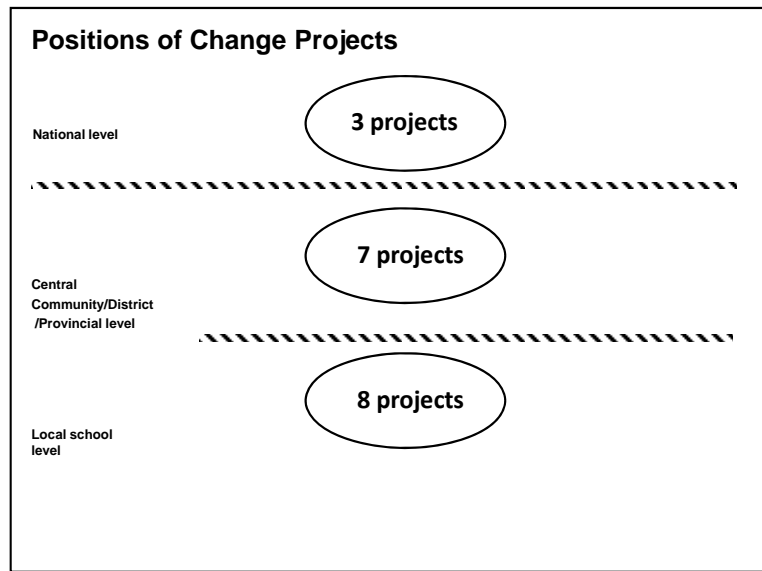 Positions of Change Projects
3 projects
National level
7 projects
Central
Community/District
/Provincial level
8 projects
Local school
level